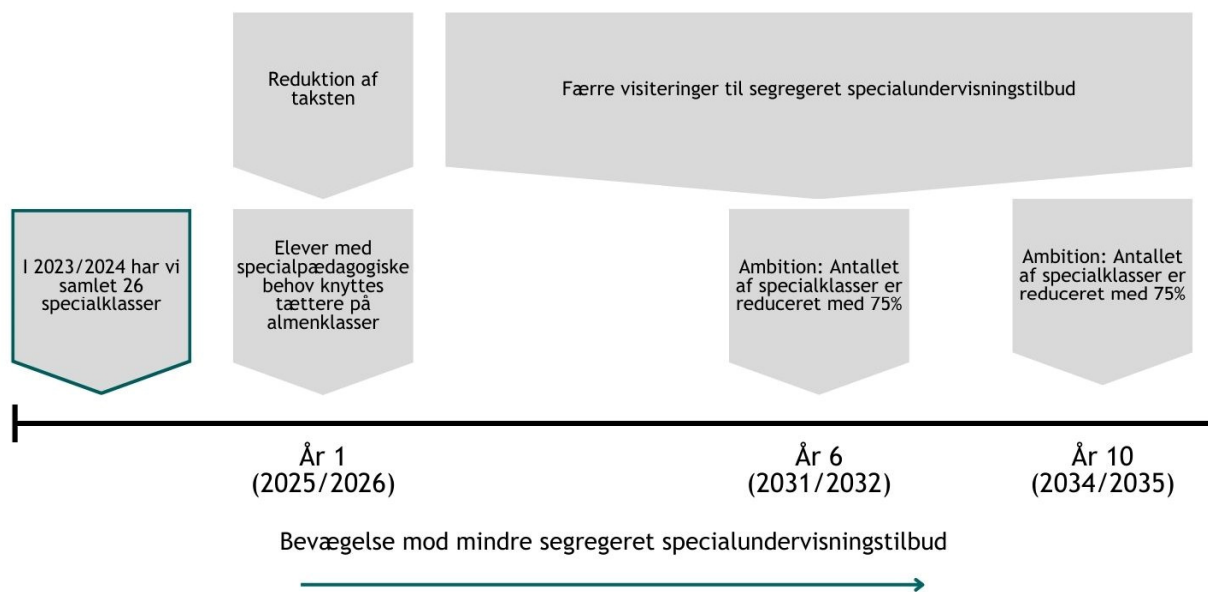 Reduktion af
taksten
Færre visiteringer til segregeret specialundervisningstilbud
I 2023/2024 har vi
samlet 26
specialklasser
Elever med
specialpædagogiske
behov knyttes
tættere på
almenklasser
Ambition: Antallet
af specialklasser er
reduceret med 75%
Ambition: Antallet
af specialklasser er
reduceret med 75%
År 1
(2025/2026)
År 6
(2031/2032)
År 10
(2034/2035)
Bevægelse mod mindre segregeret specialundervisningstilbud